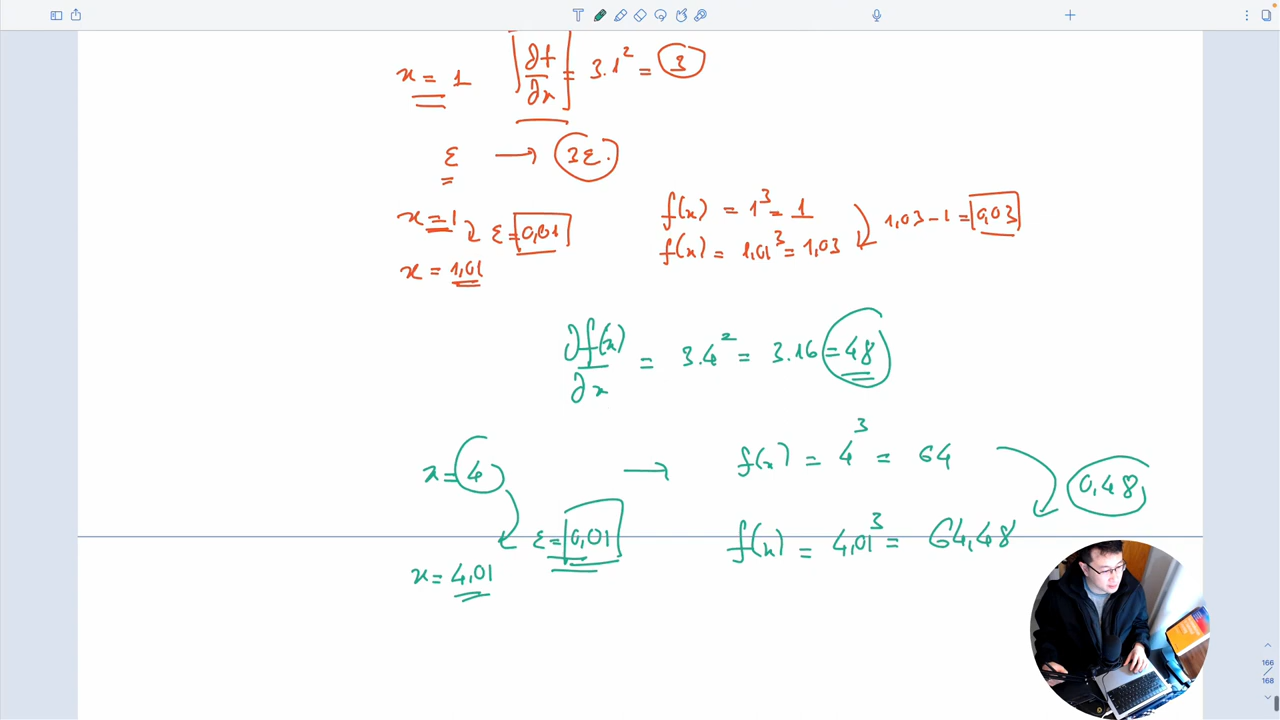 x = 1 ∂f/∂x = 3.1² = 3
ε → 3ε.
x = 1 f(x) = 1³ = 1
ε = 0,01 1,03 - 1 = 0,03
x = 1,01 f(x) = 1,01³ = 1,03
∂f(x)/∂x = 3.4² = 3.16 = 48
x = 4 → f(x) = 4³ = 64
0,48
ε = 0,01 f(x) = 4,01³ = 64,48
x = 4,01
166
/
168